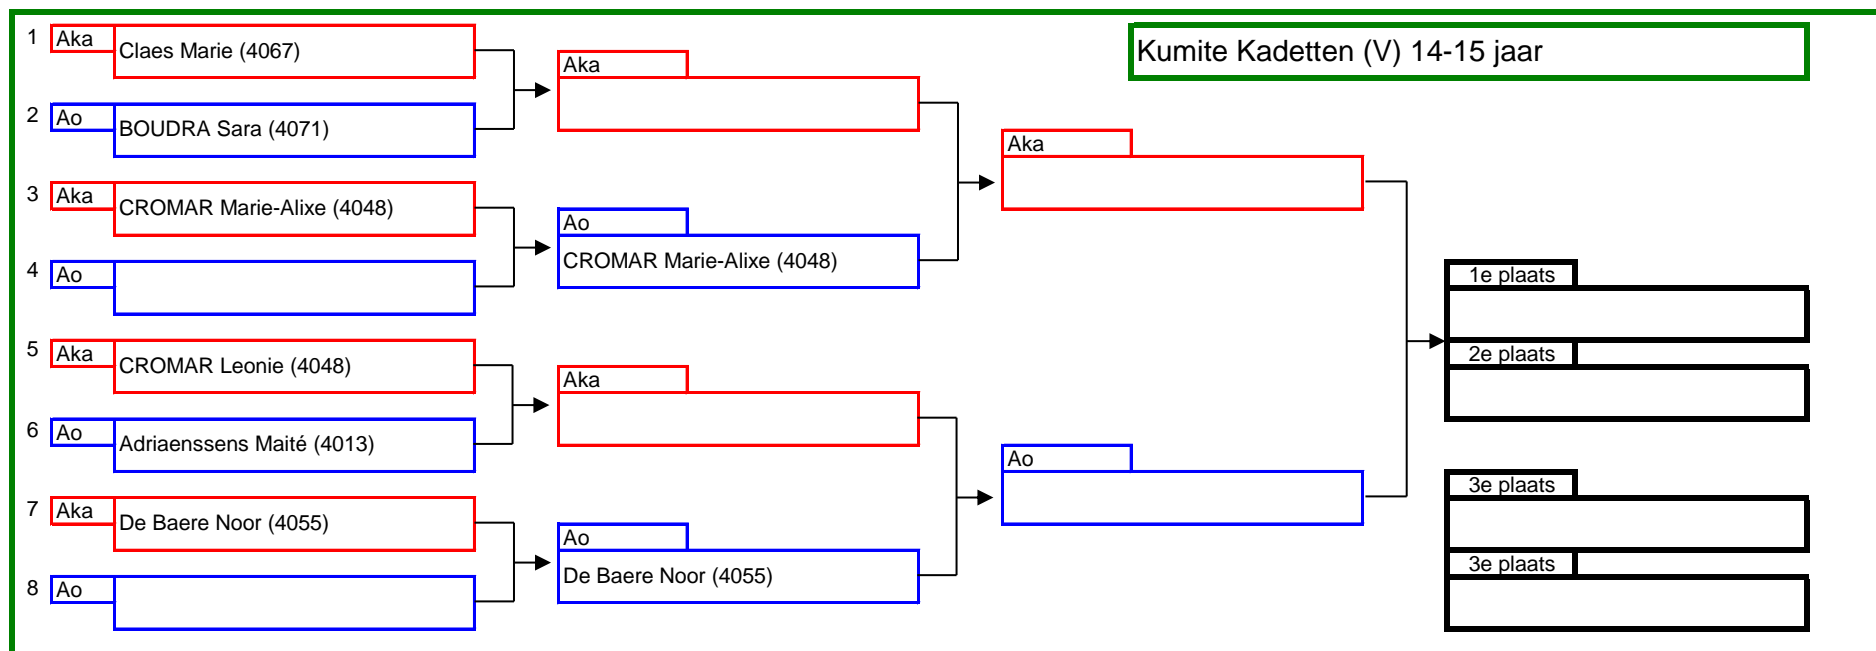 Kumite Kadetten (V) 14-15 jaar
1 Aka Claes Marie (4067)
2 Ao BOUDRA Sara (4071)
3 Aka CROMAR Marie-Alixe (4048)
4 Ao
5 Aka CROMAR Leonie (4048)
6 Ao Adriaenssens Maité (4013)
7 Aka De Baere Noor (4055)
8 Ao
Aka
Ao
CROMAR Marie-Alixe (4048)
Aka
Ao
De Baere Noor (4055)
Aka
Ao
1e plaats
2e plaats
3e plaats
3e plaats